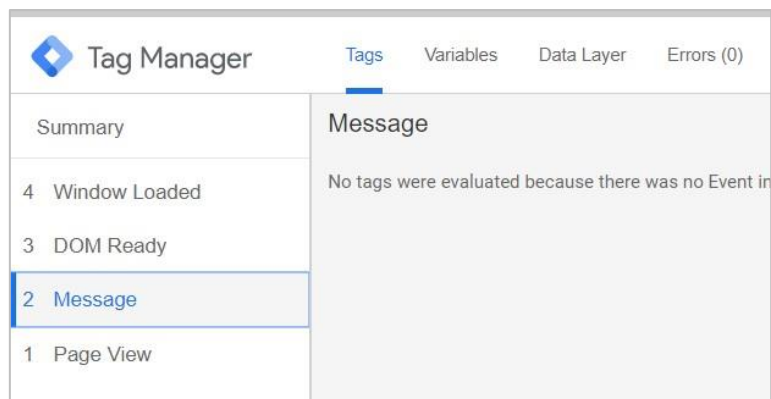 Tag Manager
Tags Variables Data Layer Errors (0)
Summary
4 Window Loaded
3 DOM Ready
2 Message
1 Page View
Message
No tags were evaluated because there was no Event in